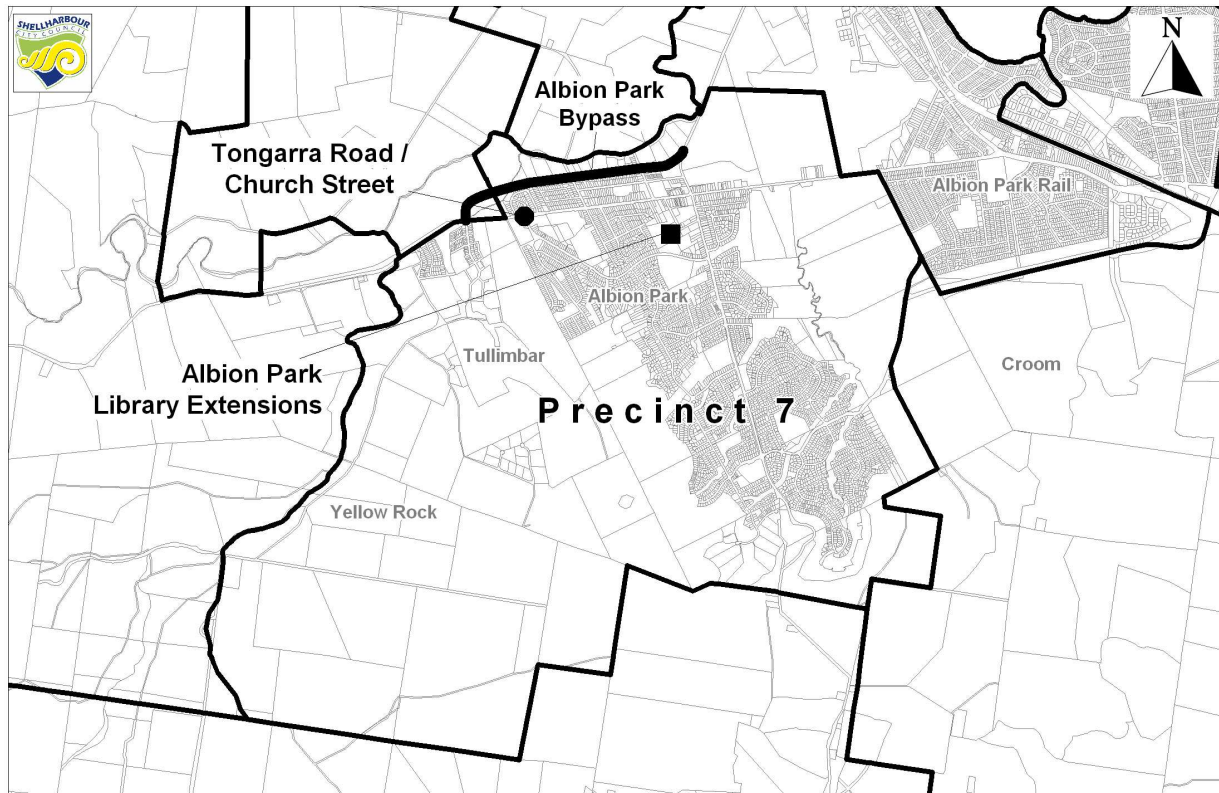 SHELLHARBOUR
CITY COUNCIL
N
Albion Park
Bypass
Tongarra Road /
Church Street
Albion Park Rail
Albion Park
Tullimbar
Croom
Albion Park
Library Extensions
Precinct 7
Yellow Rock